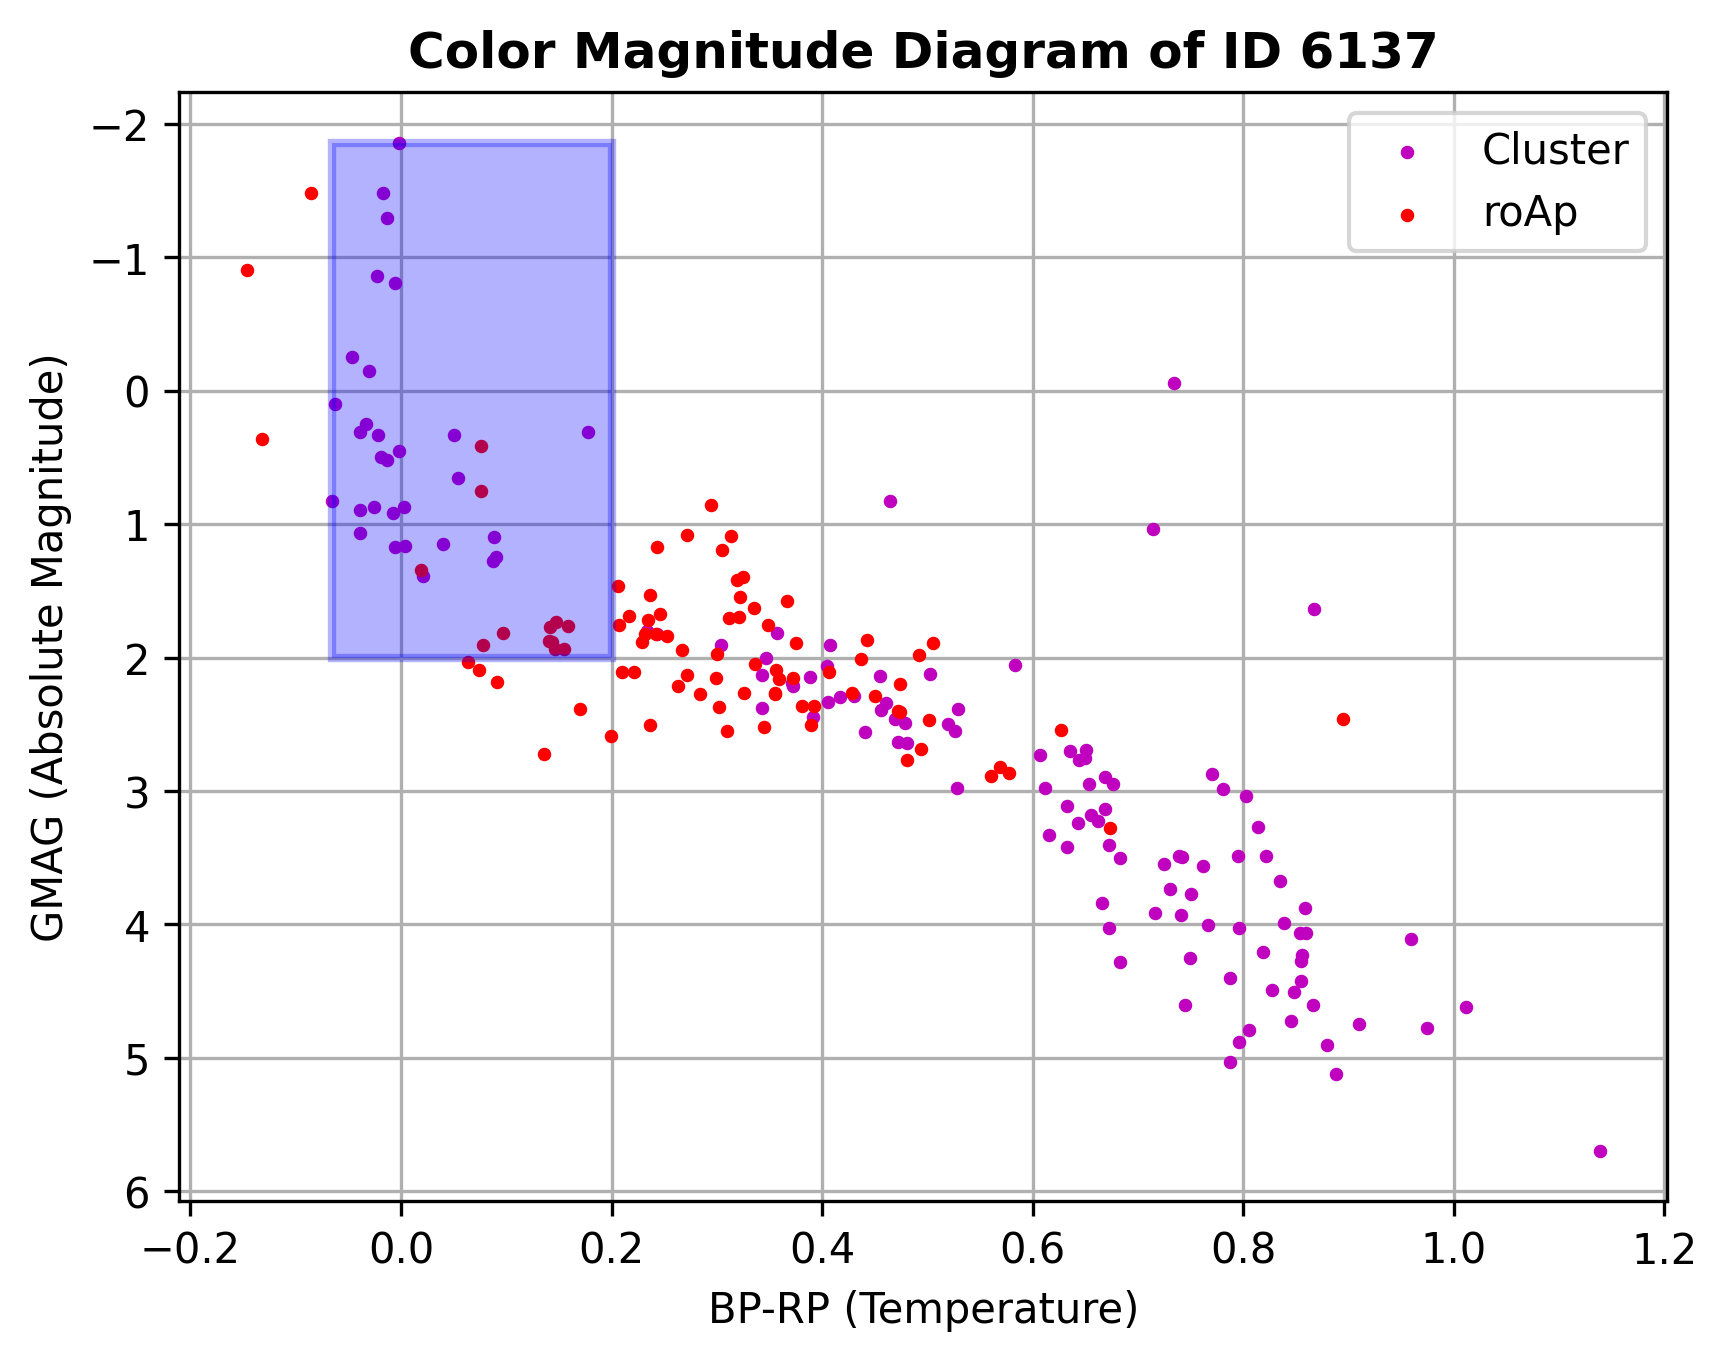 Color Magnitude Diagram of ID 6137
Cluster
roAp
GMAG (Absolute Magnitude)
−2
−1
0
1
2
3
4
5
6
−0.2 0.0 0.2 0.4 0.6 0.8 1.0 1.2
BP-RP (Temperature)